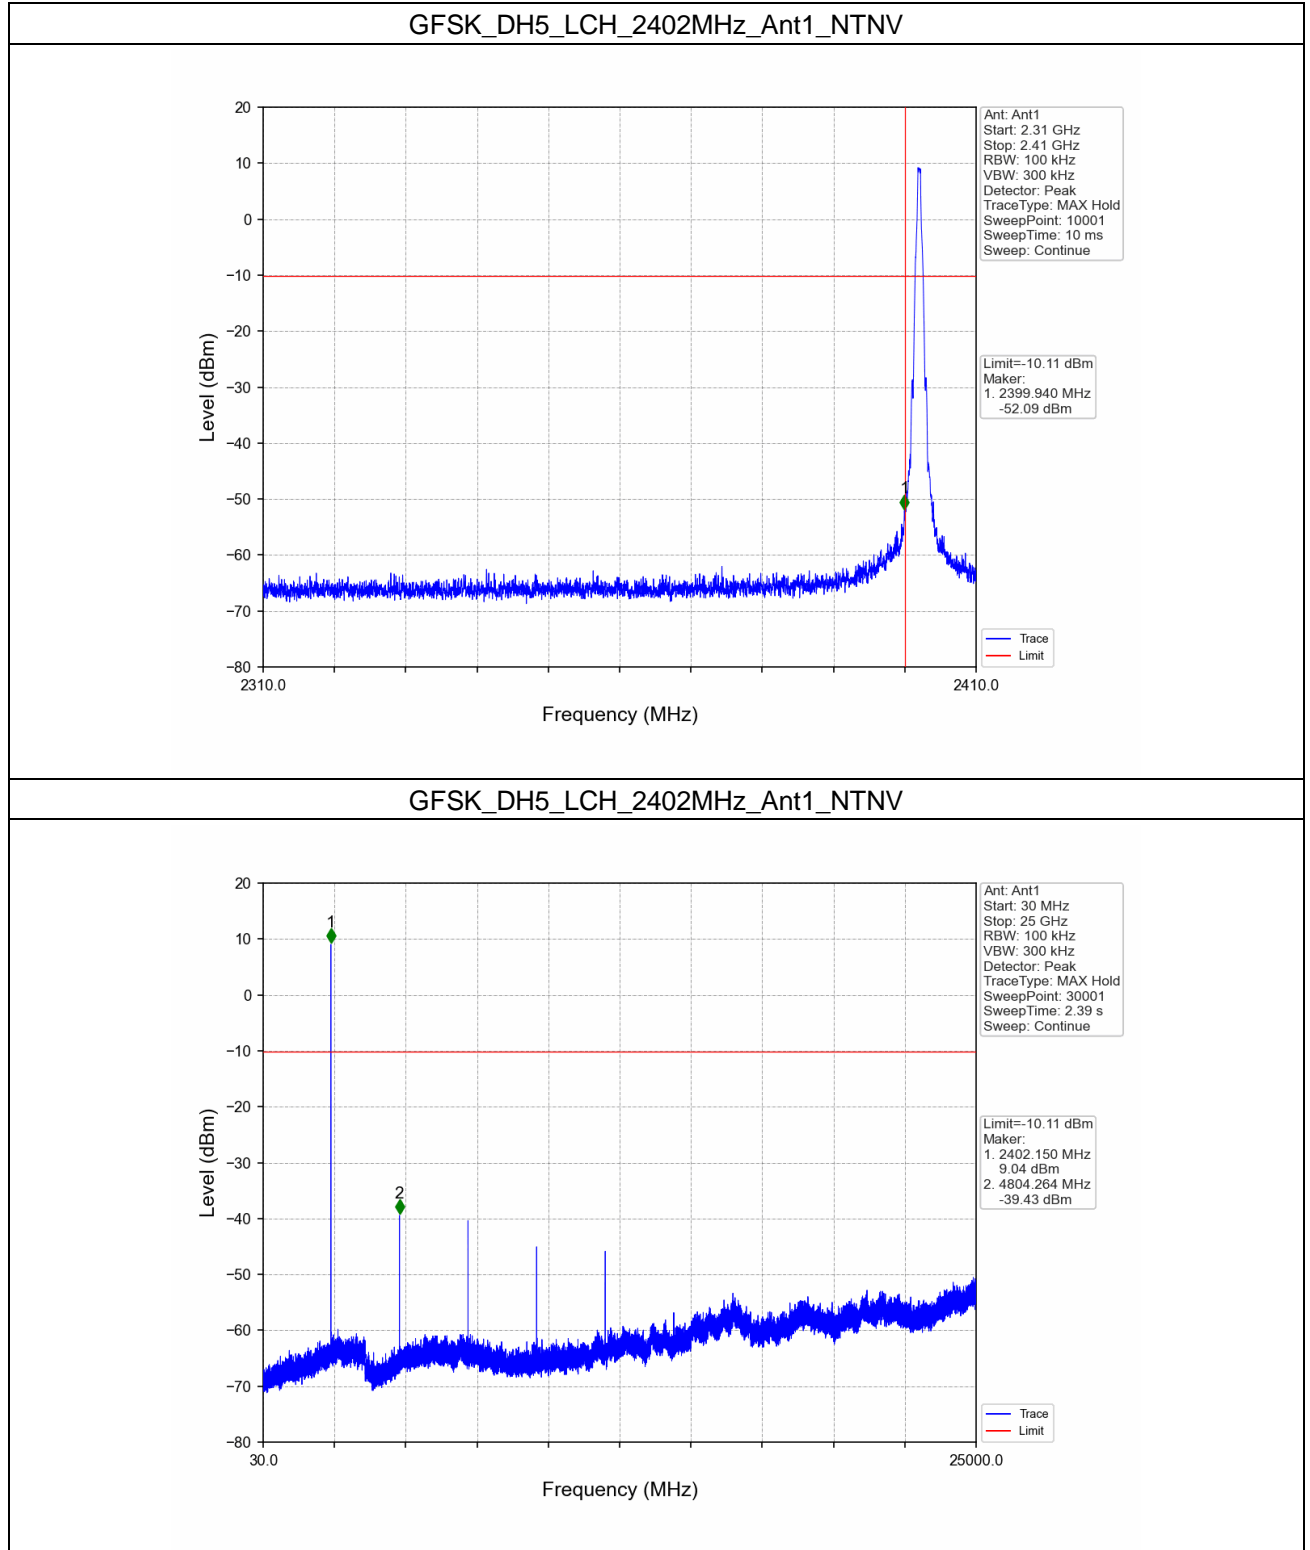 GFSK_DH5_LCH_2402MHz_Ant1_NTNV
20
10
0
−10
−20
−30
−40
−50
−60
−70
−80
Level (dBm)
1
2310.0
2410.0
Frequency (MHz)
Ant: Ant1
Start: 2.31 GHz
Stop: 2.41 GHz
RBW: 100 kHz
VBW: 300 kHz
Detector: Peak
TraceType: MAX Hold
SweepPoint: 10001
SweepTime: 10 ms
Sweep: Continue
Limit=-10.11 dBm
Maker:
1. 2399.940 MHz
-52.09 dBm
Trace
Limit
GFSK_DH5_LCH_2402MHz_Ant1_NTNV
20
10
0
−10
−20
−30
−40
−50
−60
−70
−80
Level (dBm)
1
2
30.0
25000.0
Frequency (MHz)
Ant: Ant1
Start: 30 MHz
Stop: 25 GHz
RBW: 100 kHz
VBW: 300 kHz
Detector: Peak
TraceType: MAX Hold
SweepPoint: 30001
SweepTime: 2.39 s
Sweep: Continue
Limit=-10.11 dBm
Maker:
1. 2402.150 MHz
9.04 dBm
2. 4804.264 MHz
-39.43 dBm
Trace
Limit